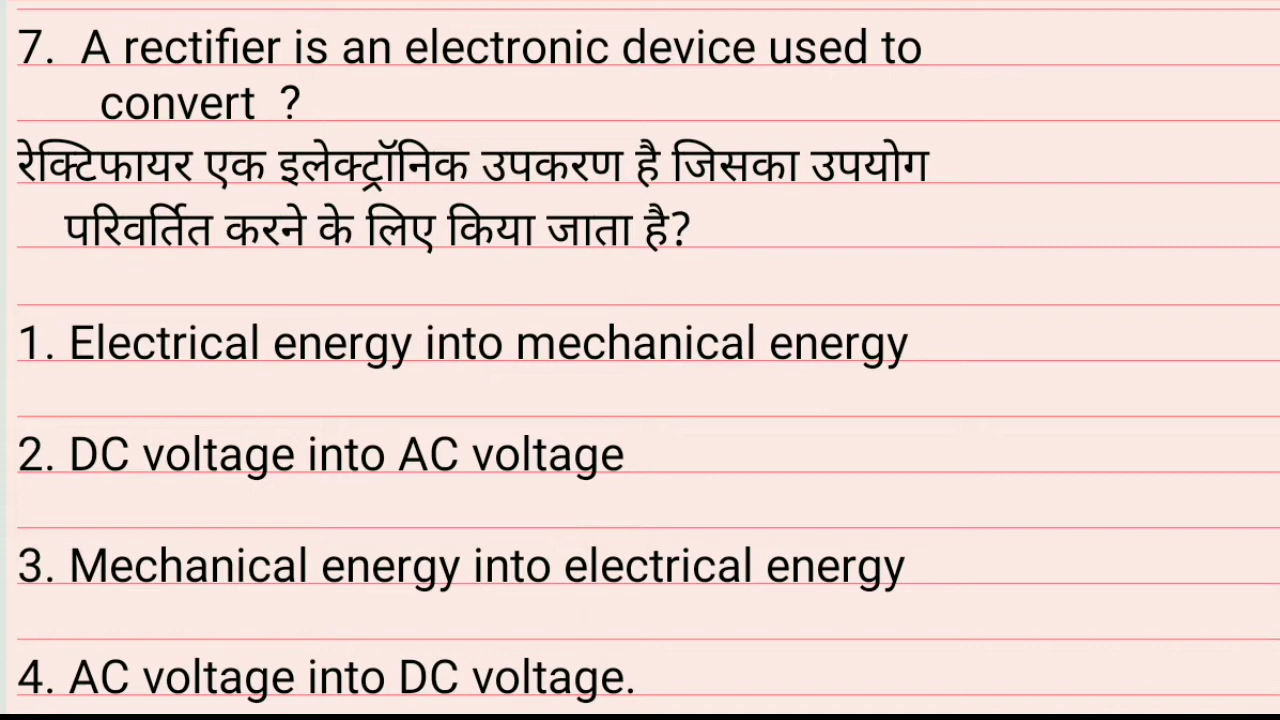 7. A rectifier is an electronic device used to
convert ?
रेक्टिफायर एक इलेक्ट्रॉनिक उपकरण है जिसका उपयोग
परिवर्तित करने के लिए किया जाता है?
1. Electrical energy into mechanical energy
2. DC voltage into AC voltage
3. Mechanical energy into electrical energy
4. AC voltage into DC voltage.